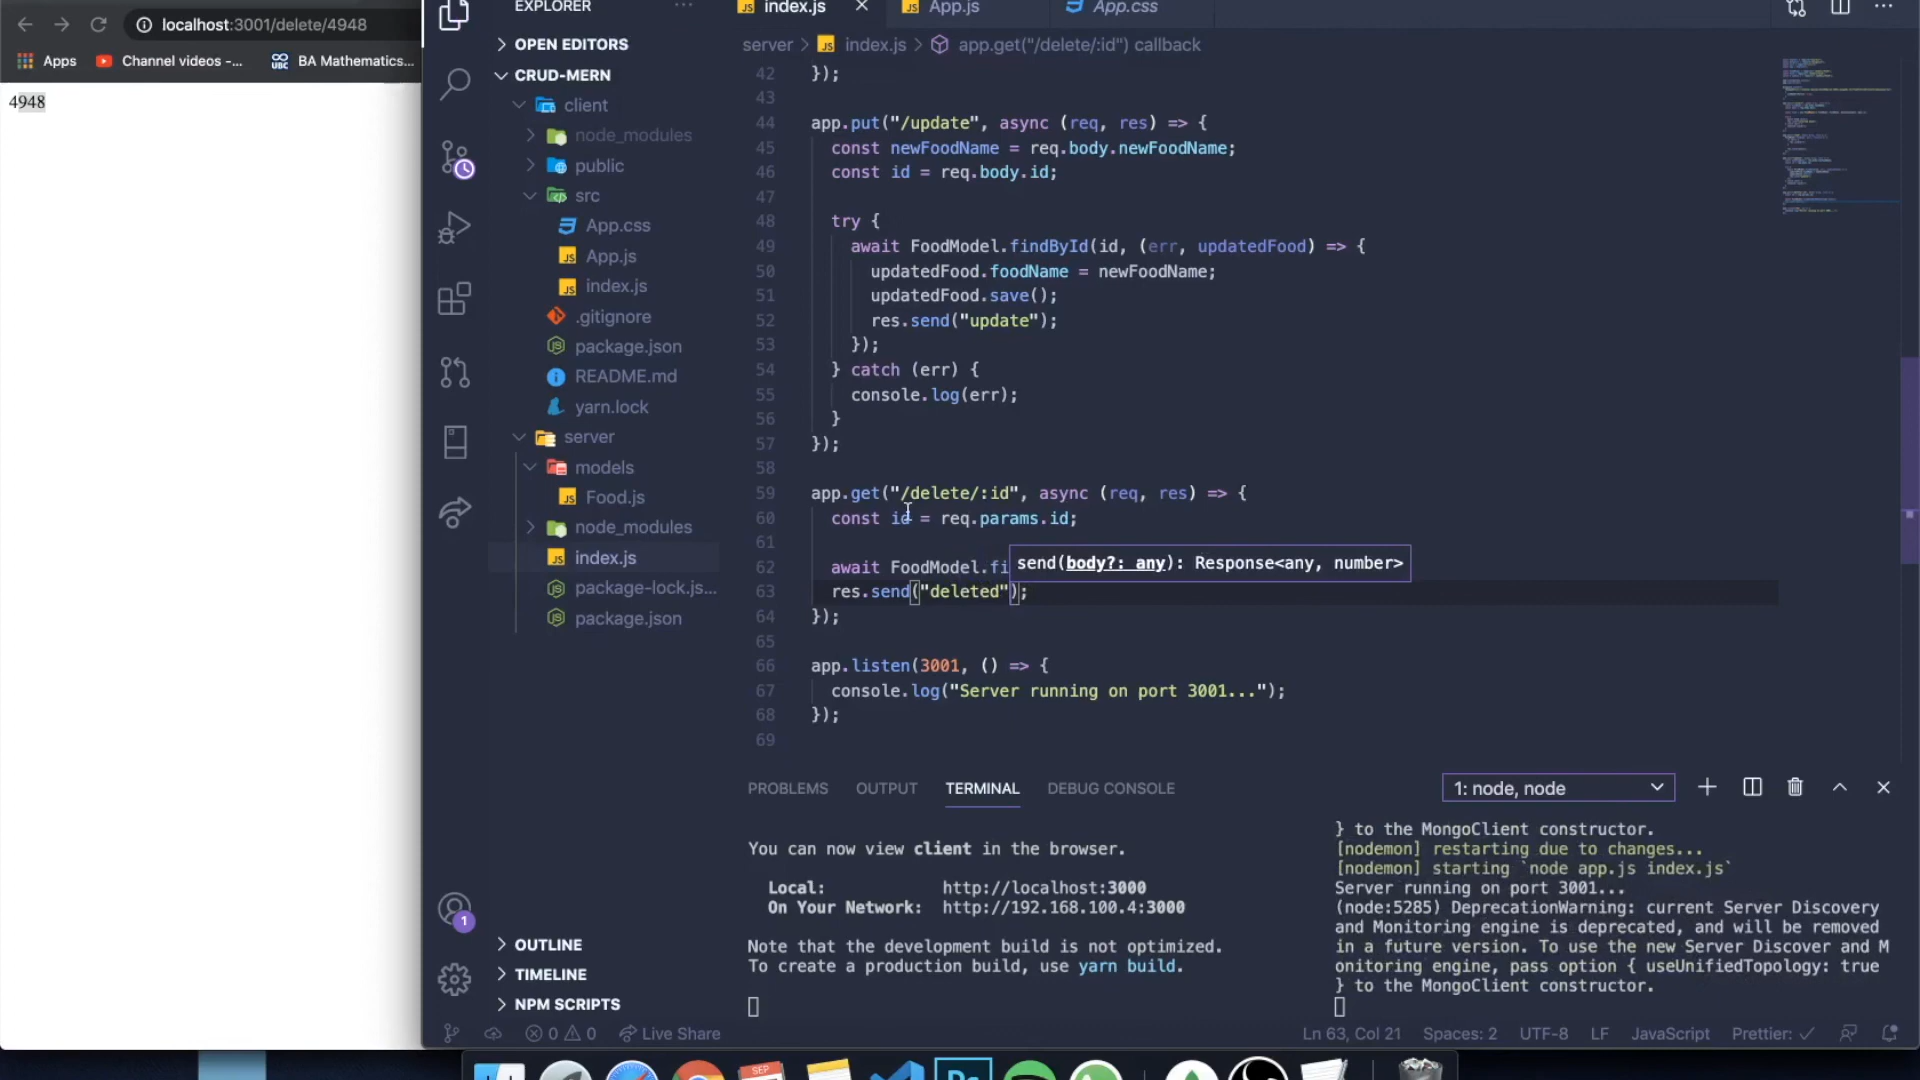 localhost:3001/delete/4948
Apps
Channel videos -...
BA Mathematics...
4948
EXPLORER
OPEN EDITORS
CRUD-MERN
client
node_modules
public
src
App.css
App.js
index.js
.gitignore
package.json
README.md
yarn.lock
server
models
Food.js
node_modules
index.js
package-lock.js...
package.json
OUTLINE
TIMELINE
NPM SCRIPTS
index.js
App.js
App.css
server > index.js > app.get("/delete/:id") callback
42 });
43
44 app.put("/update", async (req, res) => {
45 const newFoodName = req.body.newFoodName;
46 const id = req.body.id;
47
48 try {
49 await FoodModel.findById(id, (err, updatedFood) => {
50 updatedFood.foodName = newFoodName;
51 updatedFood.save();
52 res.send("update");
53 });
54 } catch (err) {
55 console.log(err);
56 }
57 });
58
59 app.get("/delete/:id", async (req, res) => {
60 const id = req.params.id;
61
62 await FoodModel.fi
send(body?: any): Response<any, number>
63 res.send("deleted");
64 });
65
66 app.listen(3001, () => {
67 console.log("Server running on port 3001...");
68 });
69
PROBLEMS
OUTPUT
TERMINAL
DEBUG CONSOLE
1: node, node
You can now view client in the browser.
Local: http://localhost:3000
On Your Network: http://192.168.100.4:3000
Note that the development build is not optimized.
To create a production build, use yarn build.
} to the MongoClient constructor.
[nodemon] restarting due to changes...
[nodemon] starting `node app.js index.js`
Server running on port 3001...
(node:5285) DeprecationWarning: current Server Discovery
and Monitoring engine is deprecated, and will be removed
in a future version. To use the new Server Discover and M
onitoring engine, pass option { useUnifiedTopology: true
} to the MongoClient constructor.
1
0
0
Live Share
Ln 63, Col 21
Spaces: 2
UTF-8
LF
JavaScript
Prettier: ✓
SEP
Ps